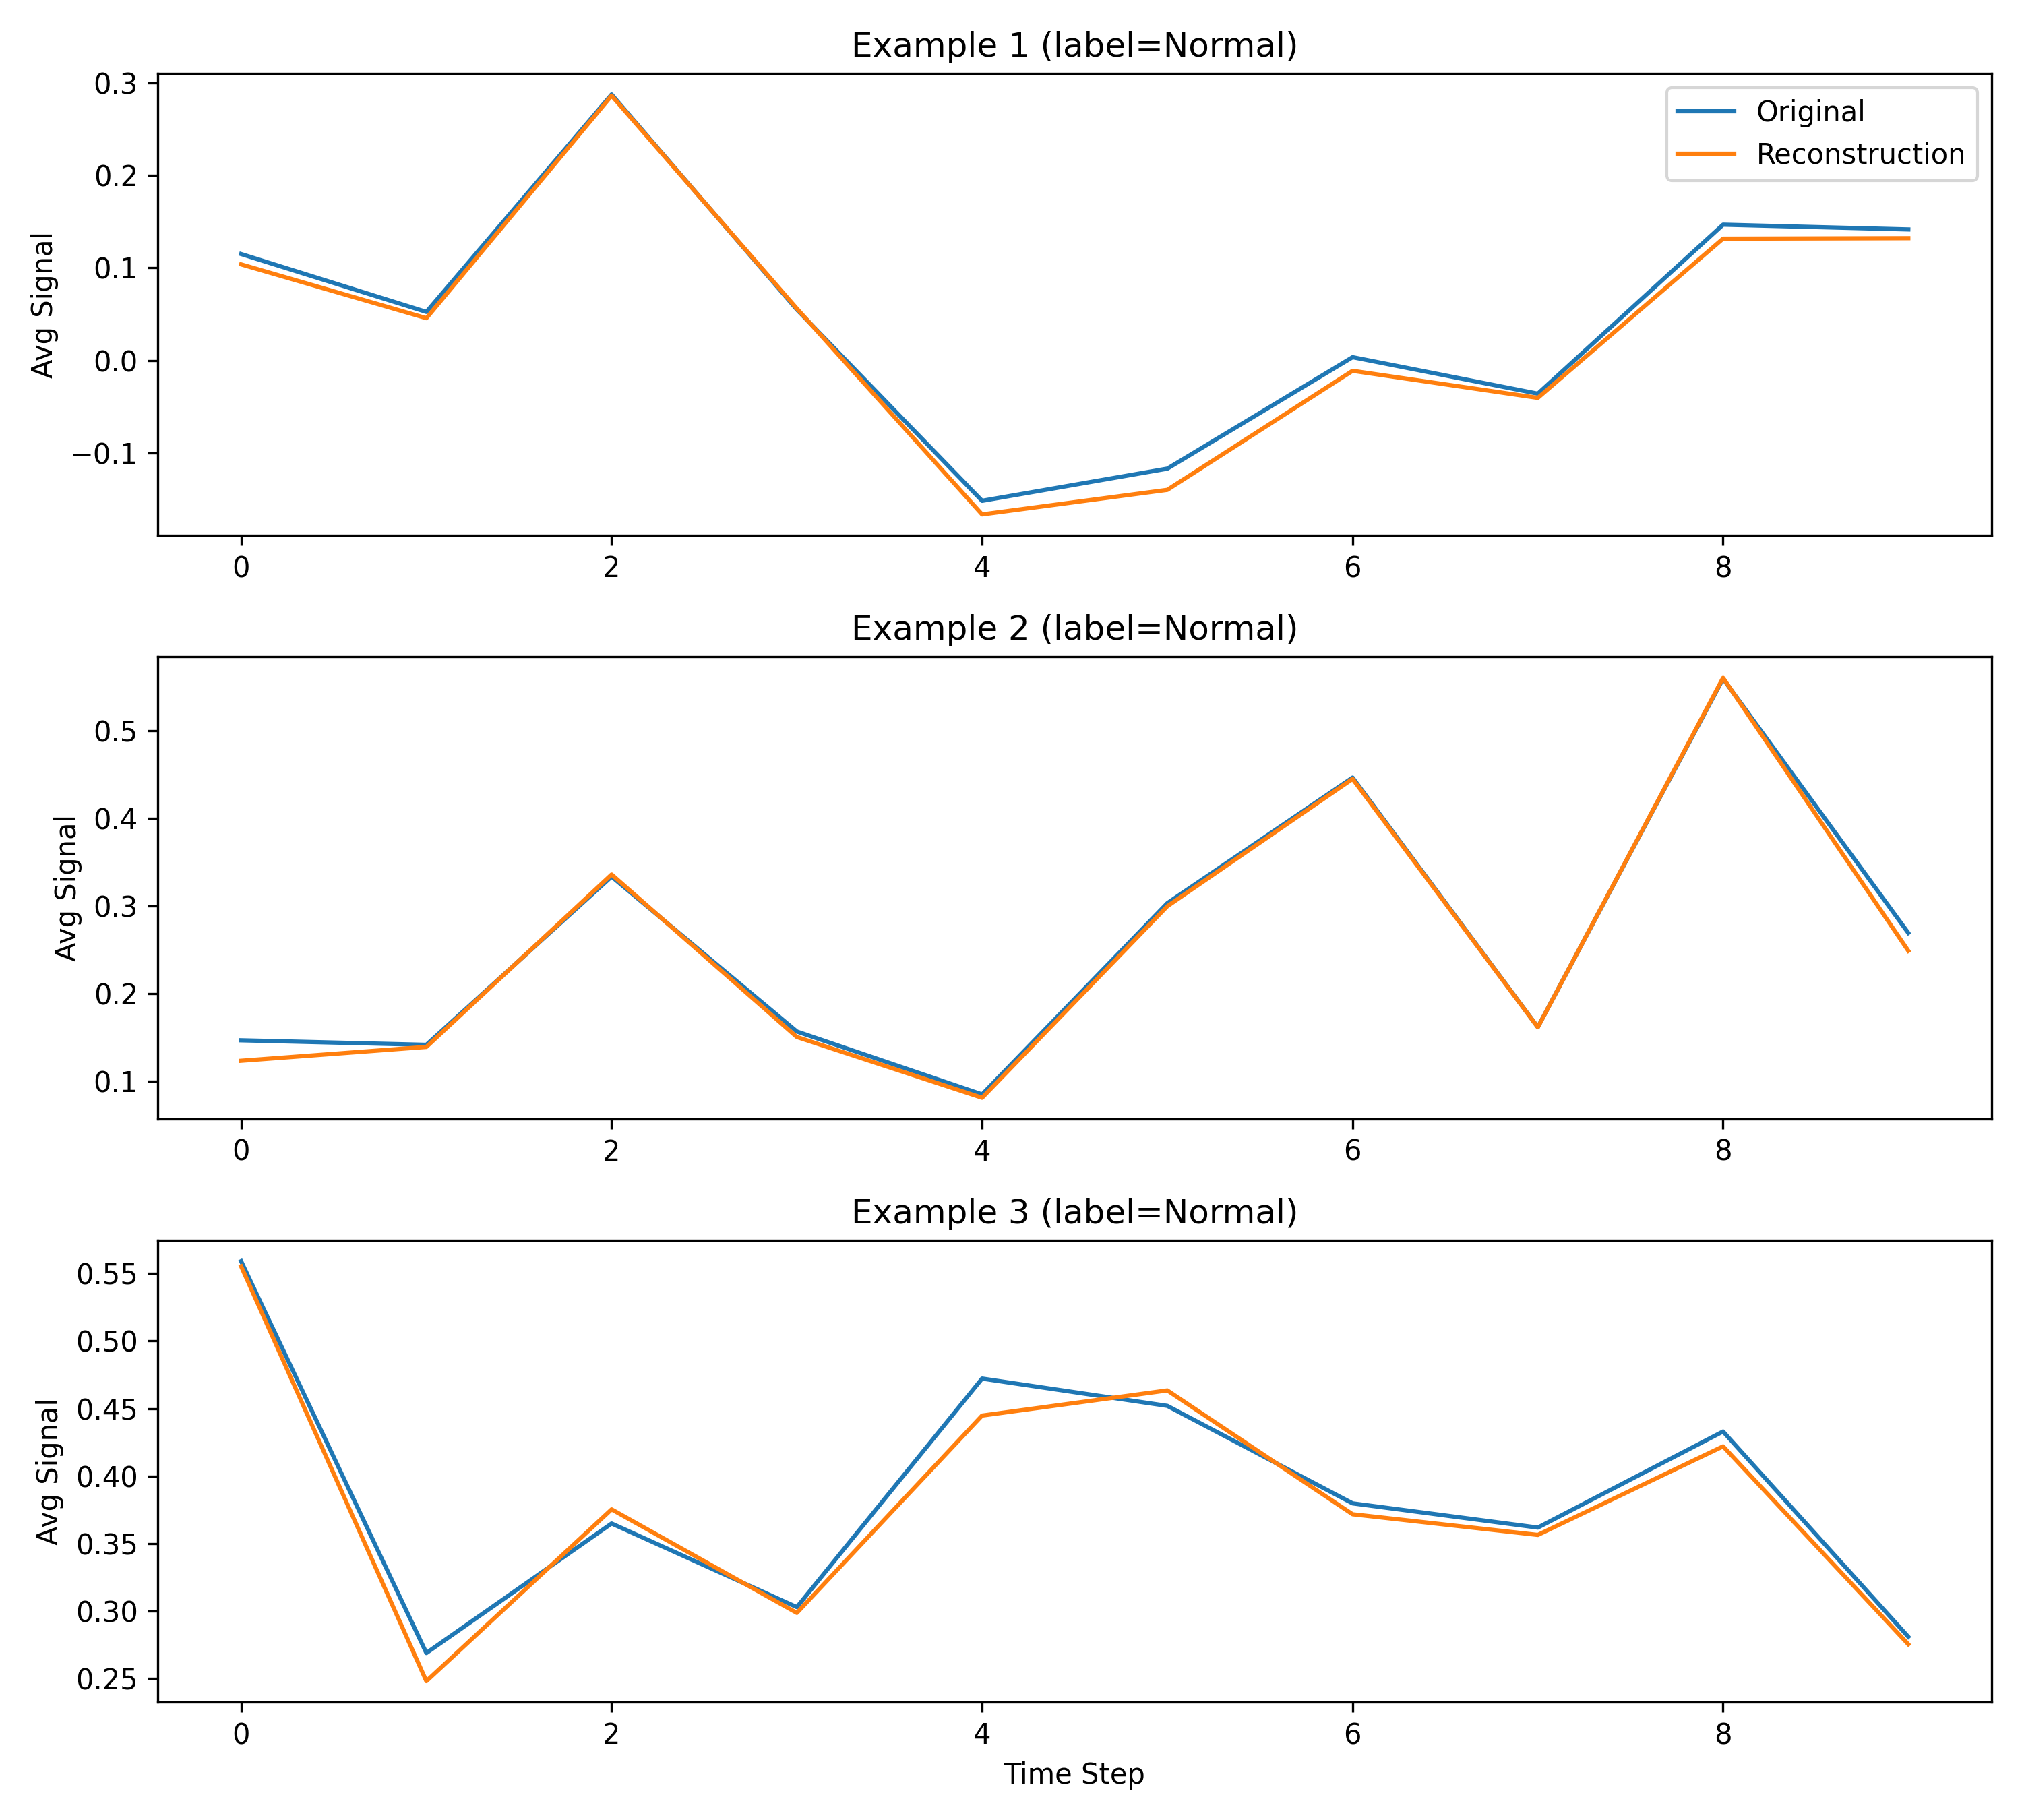 Example 1 (label=Normal)
0.3
0.2
0.1
0.0
−0.1
Avg Signal
Original
Reconstruction
0 2 4 6 8
Example 2 (label=Normal)
0.5
0.4
0.3
0.2
0.1
Avg Signal
0 2 4 6 8
Example 3 (label=Normal)
0.55
0.50
0.45
0.40
0.35
0.30
0.25
Avg Signal
0 2 4 6 8
Time Step